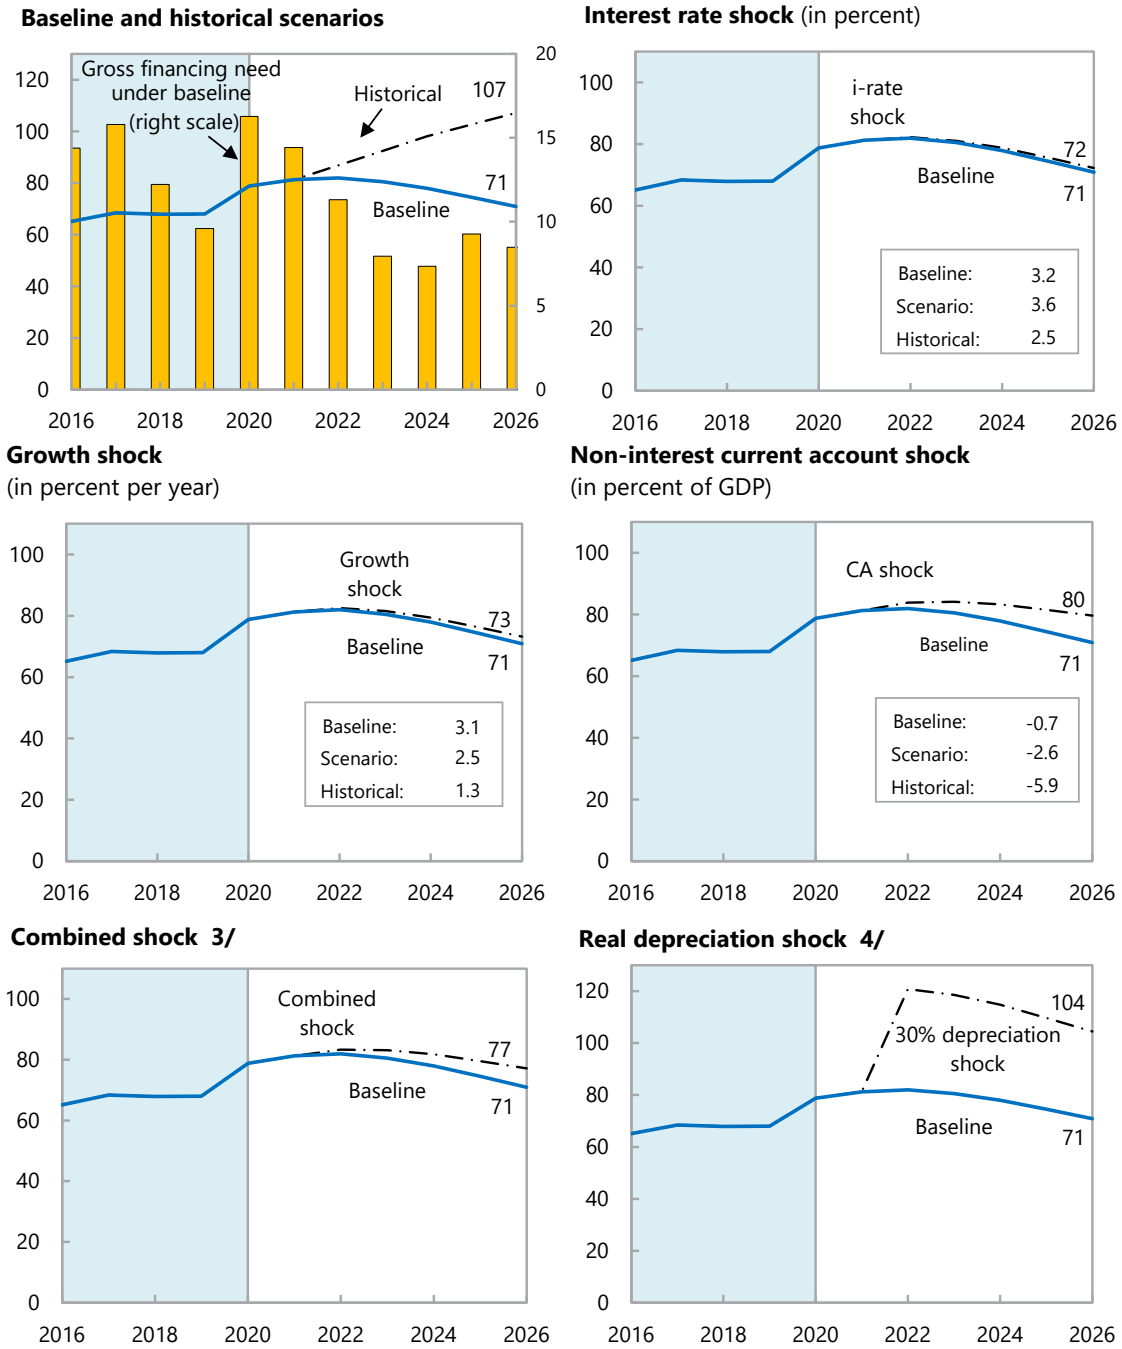 Baseline and historical scenarios
120
100
80
60
40
20
0
20
15
10
5
0
Gross financing need
under baseline
(right scale)
Historical
107
71
Baseline
2016 2018 2020 2022 2024 2026
Interest rate shock (in percent)
100
80
60
40
20
0
i-rate
shock
72
Baseline
71
Baseline: 3.2
Scenario: 3.6
Historical: 2.5
2016 2018 2020 2022 2024 2026
Growth shock
(in percent per year)
100
80
60
40
20
0
Growth
shock
73
Baseline
71
Baseline: 3.1
Scenario: 2.5
Historical: 1.3
2016 2018 2020 2022 2024 2026
Non-interest current account shock
(in percent of GDP)
100
80
60
40
20
0
CA shock
80
Baseline
71
Baseline: -0.7
Scenario: -2.6
Historical: -5.9
2016 2018 2020 2022 2024 2026
Combined shock 3/
100
80
60
40
20
0
Combined
shock
77
Baseline
71
2016 2018 2020 2022 2024 2026
Real depreciation shock 4/
120
100
80
60
40
20
0
104
30% depreciation
shock
Baseline
71
2016 2018 2020 2022 2024 2026